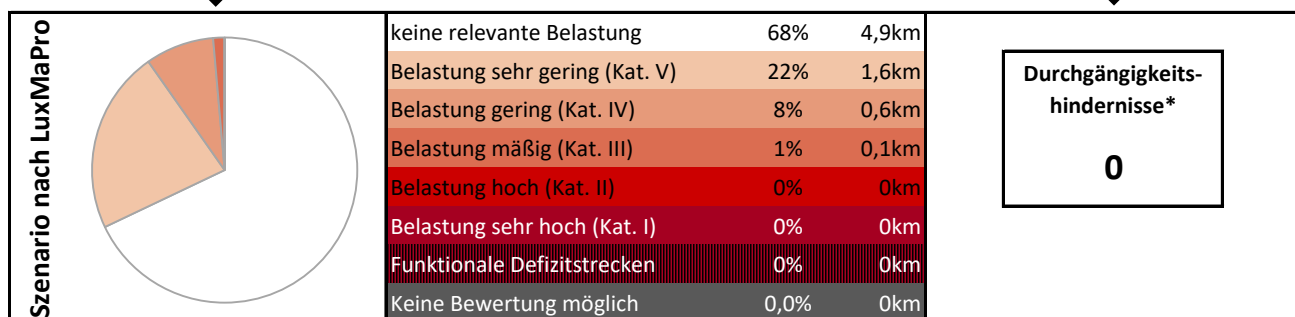 Szenario nach LuxMaPro
keine relevante Belastung 68% 4,9km
Belastung sehr gering (Kat. V) 22% 1,6km
Belastung gering (Kat. IV) 8% 0,6km
Belastung mäßig (Kat. III) 1% 0,1km
Belastung hoch (Kat. II) 0% 0km
Belastung sehr hoch (Kat. I) 0% 0km
Funktionale Defizitstrecken 0% 0km
Keine Bewertung möglich 0,0% 0km
Durchgängigkeits-
hindernisse*
0